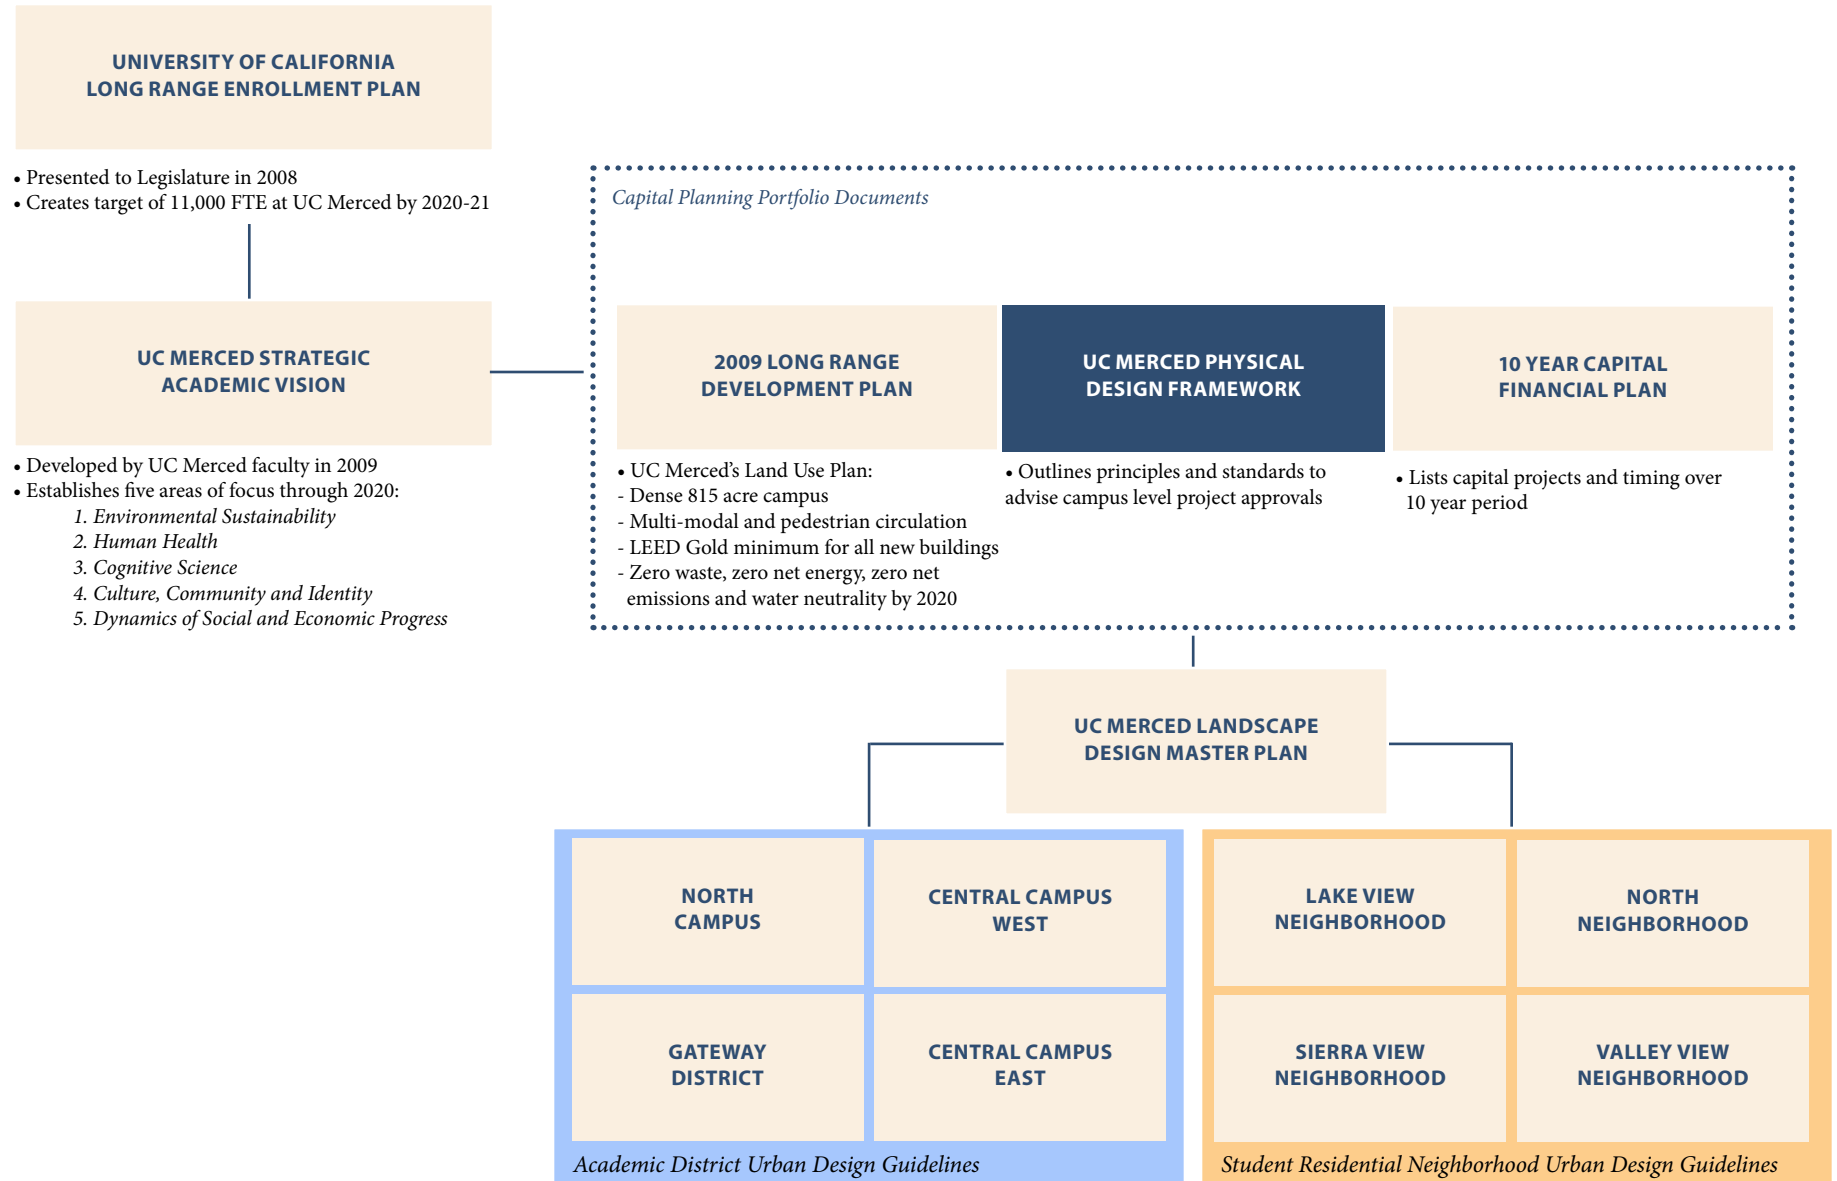 UNIVERSITY OF CALIFORNIA
LONG RANGE ENROLLMENT PLAN
• Presented to Legislature in 2008
• Creates target of 11,000 FTE at UC Merced by 2020-21
UC MERCED STRATEGIC
ACADEMIC VISION
• Developed by UC Merced faculty in 2009
• Establishes five areas of focus through 2020:
1. Environmental Sustainability
2. Human Health
3. Cognitive Science
4. Culture, Community and Identity
5. Dynamics of Social and Economic Progress
Capital Planning Portfolio Documents
2009 LONG RANGE
DEVELOPMENT PLAN
• UC Merced's Land Use Plan:
- Dense 815 acre campus
- Multi-modal and pedestrian circulation
- LEED Gold minimum for all new buildings
- Zero waste, zero net energy, zero net
emissions and water neutrality by 2020
UC MERCED PHYSICAL
DESIGN FRAMEWORK
• Outlines principles and standards to
advise campus level project approvals
10 YEAR CAPITAL
FINANCIAL PLAN
• Lists capital projects and timing over
10 year period
UC MERCED LANDSCAPE
DESIGN MASTER PLAN
NORTH
CAMPUS
CENTRAL CAMPUS
WEST
GATEWAY
DISTRICT
CENTRAL CAMPUS
EAST
Academic District Urban Design Guidelines
LAKE VIEW
NEIGHBORHOOD
NORTH
NEIGHBORHOOD
SIERRA VIEW
NEIGHBORHOOD
VALLEY VIEW
NEIGHBORHOOD
Student Residential Neighborhood Urban Design Guidelines